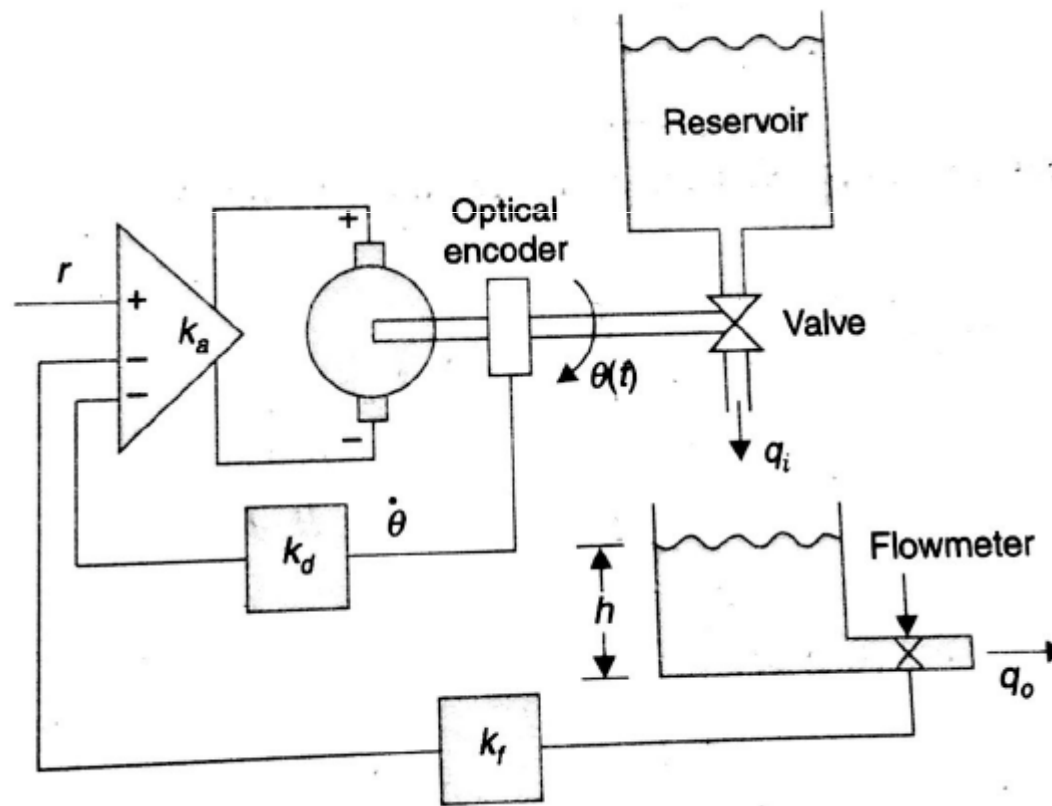 Reservoir
Optical
encoder
+
r
+
k_a
−
−
−
θ(t)
Valve
q_i
θ̇
k_d
Flowmeter
h
q_o
k_f